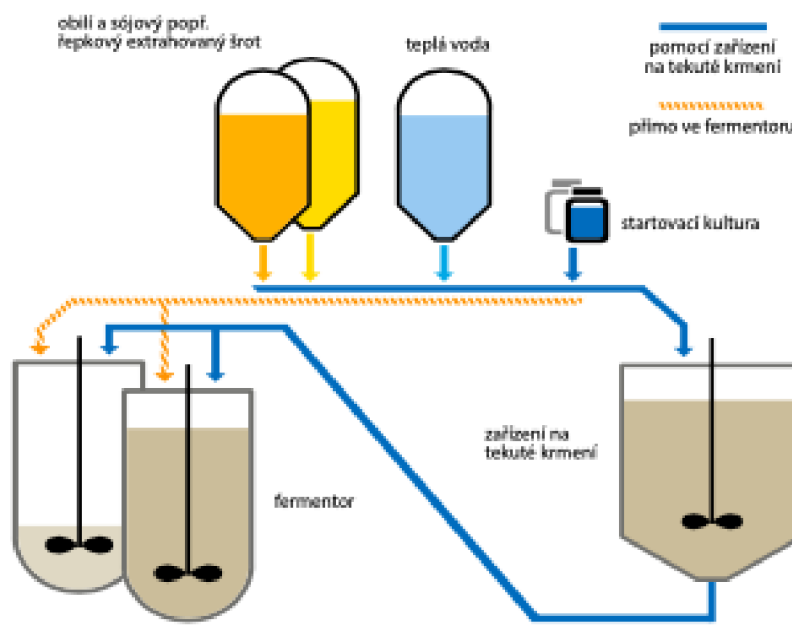 obilí a sójový popř.
řepkový extrahovaný šrot
teplá voda
pomocí zařízení
na tekuté krmení
přímo ve fermentoru
startovací kultura
zařízení na
tekuté krmení
fermentor